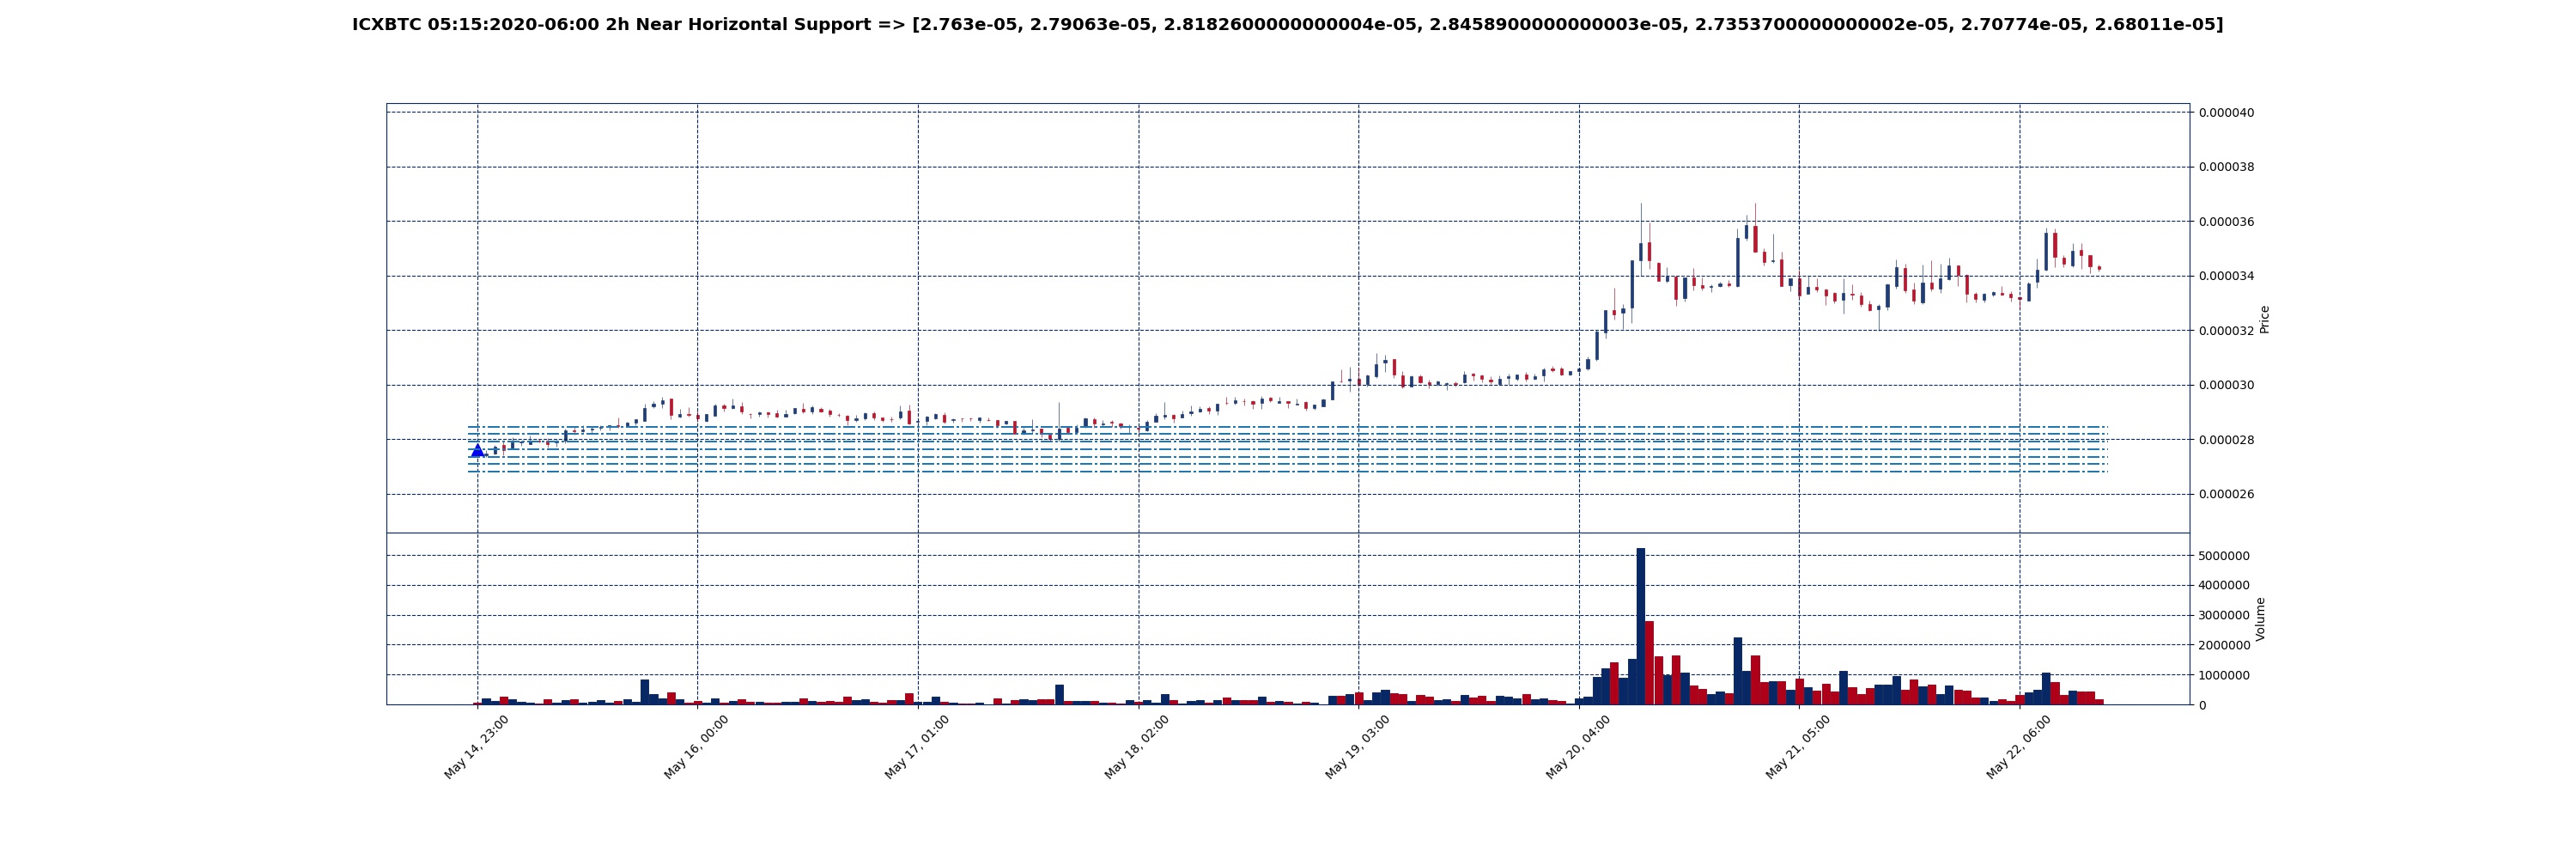 ICXBTC 05:15:2020-06:00 2h Near Horizontal Support => [2.763e-05, 2.79063e-05, 2.8182600000000004e-05, 2.8458900000000003e-05, 2.7353700000000002e-05, 2.70774e-05, 2.68011e-05]
0.000040
0.000038
0.000036
0.000034
0.000032
0.000030
0.000028
0.000026
Price
5000000
4000000
3000000
2000000
1000000
0
Volume
May 14, 23:00
May 16, 00:00
May 17, 01:00
May 18, 02:00
May 19, 03:00
May 20, 04:00
May 21, 05:00
May 22, 06:00